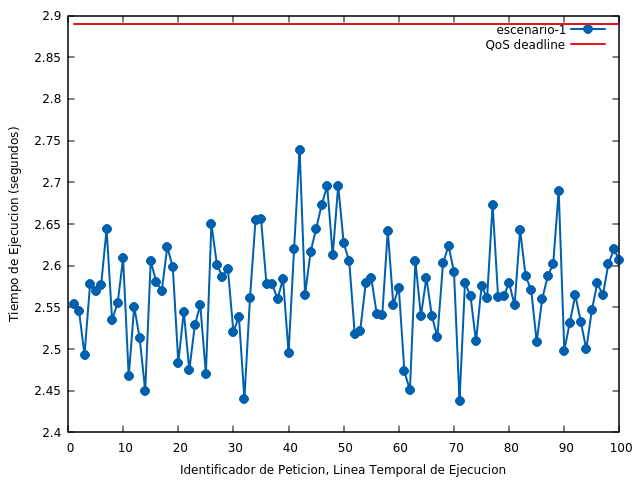 2.9
escenario-1
QoS deadline
2.85
2.8
2.75
2.7
2.65
2.6
2.55
2.5
2.45
2.4
Tiempo de Ejecucion (segundos)
0 10 20 30 40 50 60 70 80 90 100
Identificador de Peticion, Linea Temporal de Ejecucion